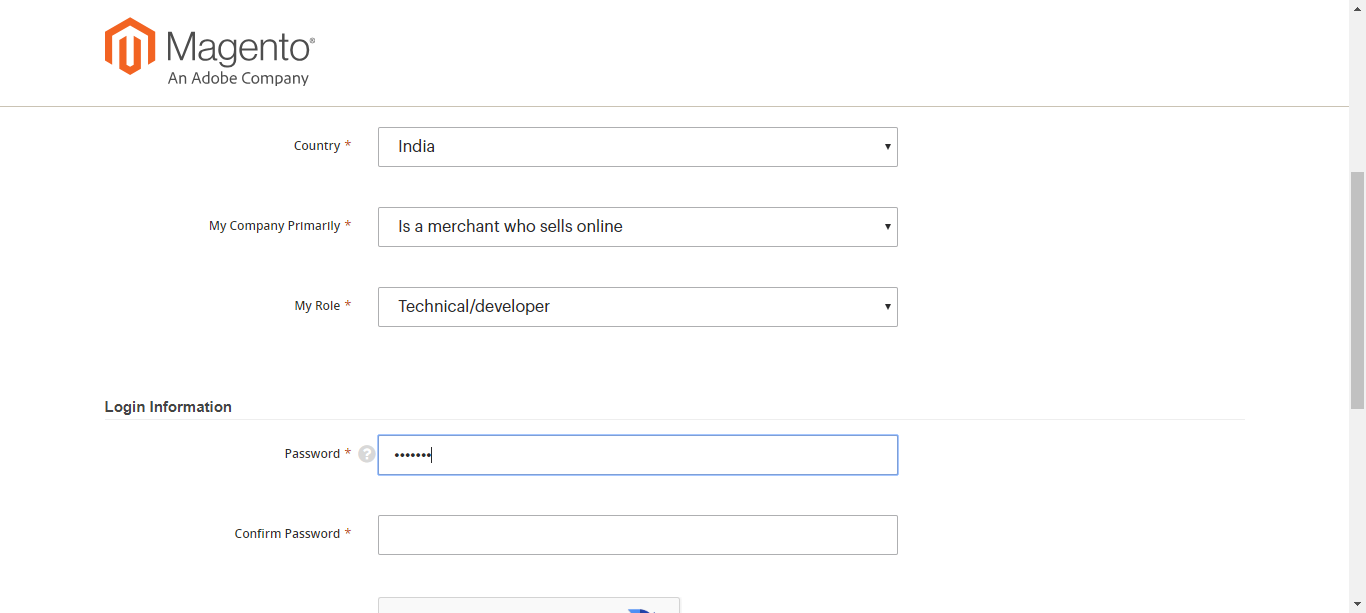 Magento®
An Adobe Company
Country *
India
My Company Primarily *
Is a merchant who sells online
My Role *
Technical/developer
Login Information
Password * ?
•••••••
Confirm Password *